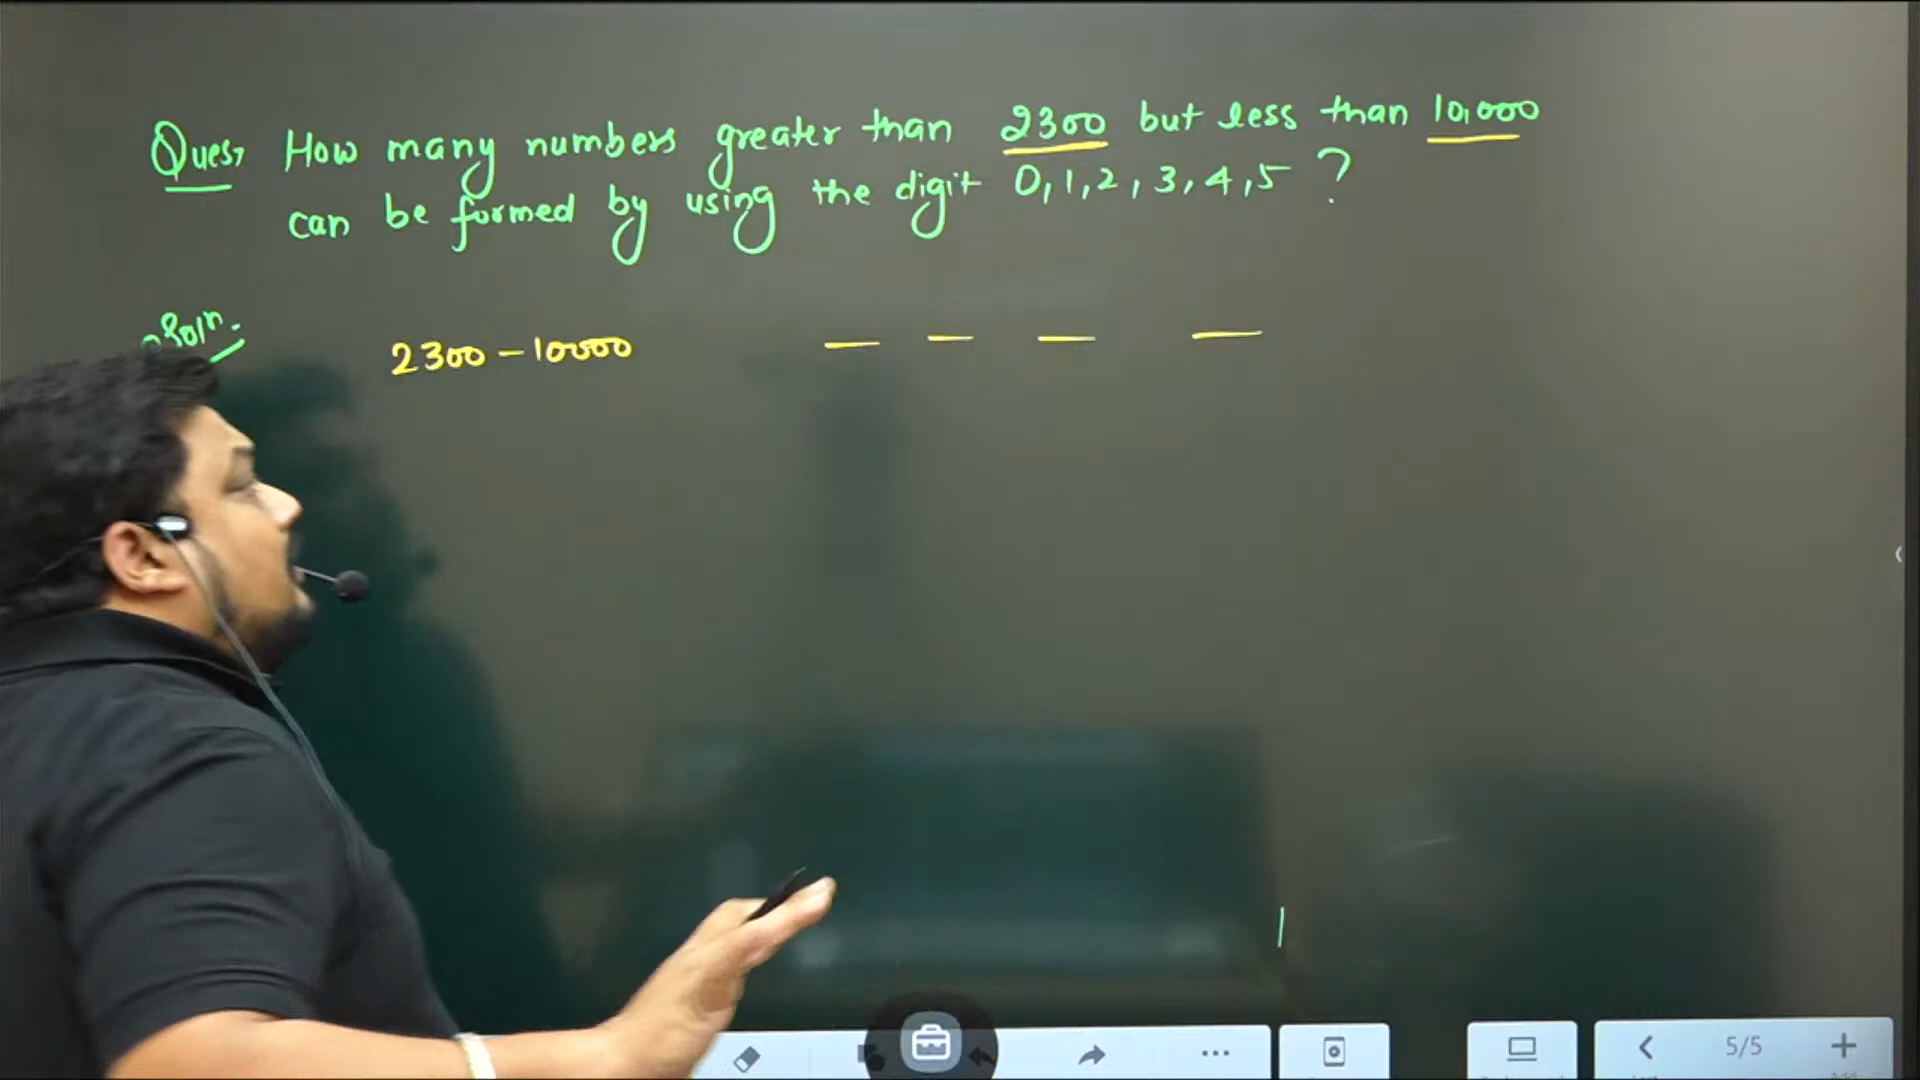 Ques, How many numbers greater than 2300 but less than 10,000
can be formed by using the digit 0, 1, 2, 3, 4, 5 ?
Soln.
2300 - 10000 — — — —
5/5